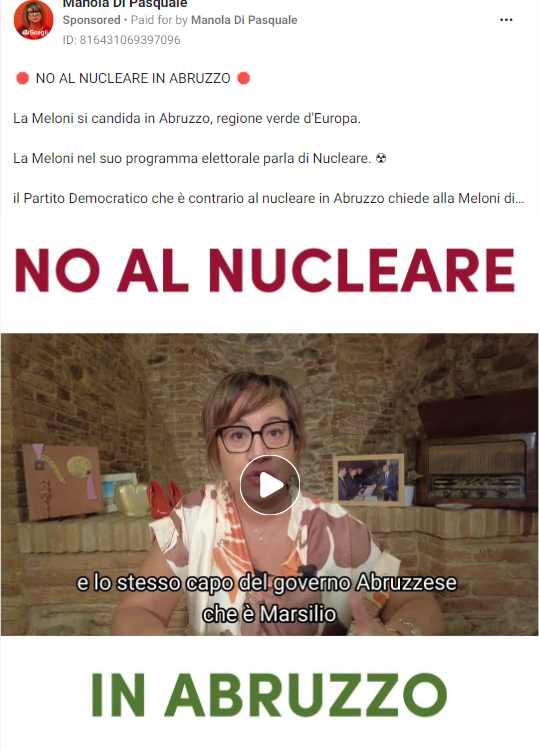 Manola Di Pasquale
Sponsored • Paid for by Manola Di Pasquale
ID: 816431069397096
🛑 NO AL NUCLEARE IN ABRUZZO 🛑
La Meloni si candida in Abruzzo, regione verde d'Europa.
La Meloni nel suo programma elettorale parla di Nucleare. ☢
il Partito Democratico che è contrario al nucleare in Abruzzo chiede alla Meloni di...
NO AL NUCLEARE
e lo stesso capo del governo Abruzzese
che è Marsilio
IN ABRUZZO